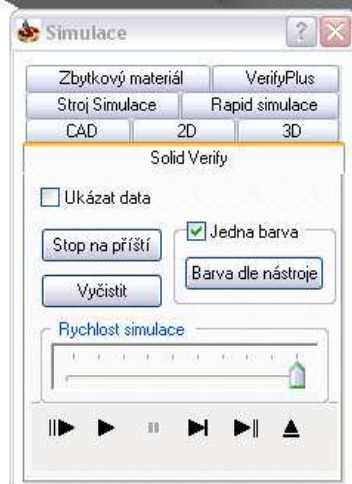 Simulace
Zbytkový materiál VerifyPlus
Stroj Simulace Rapid simulace
CAD 2D 3D
Solid Verify
Ukázat data
Stop na příští
Jedna barva
Vyčistit
Barva dle nástroje
Rychlost simulace